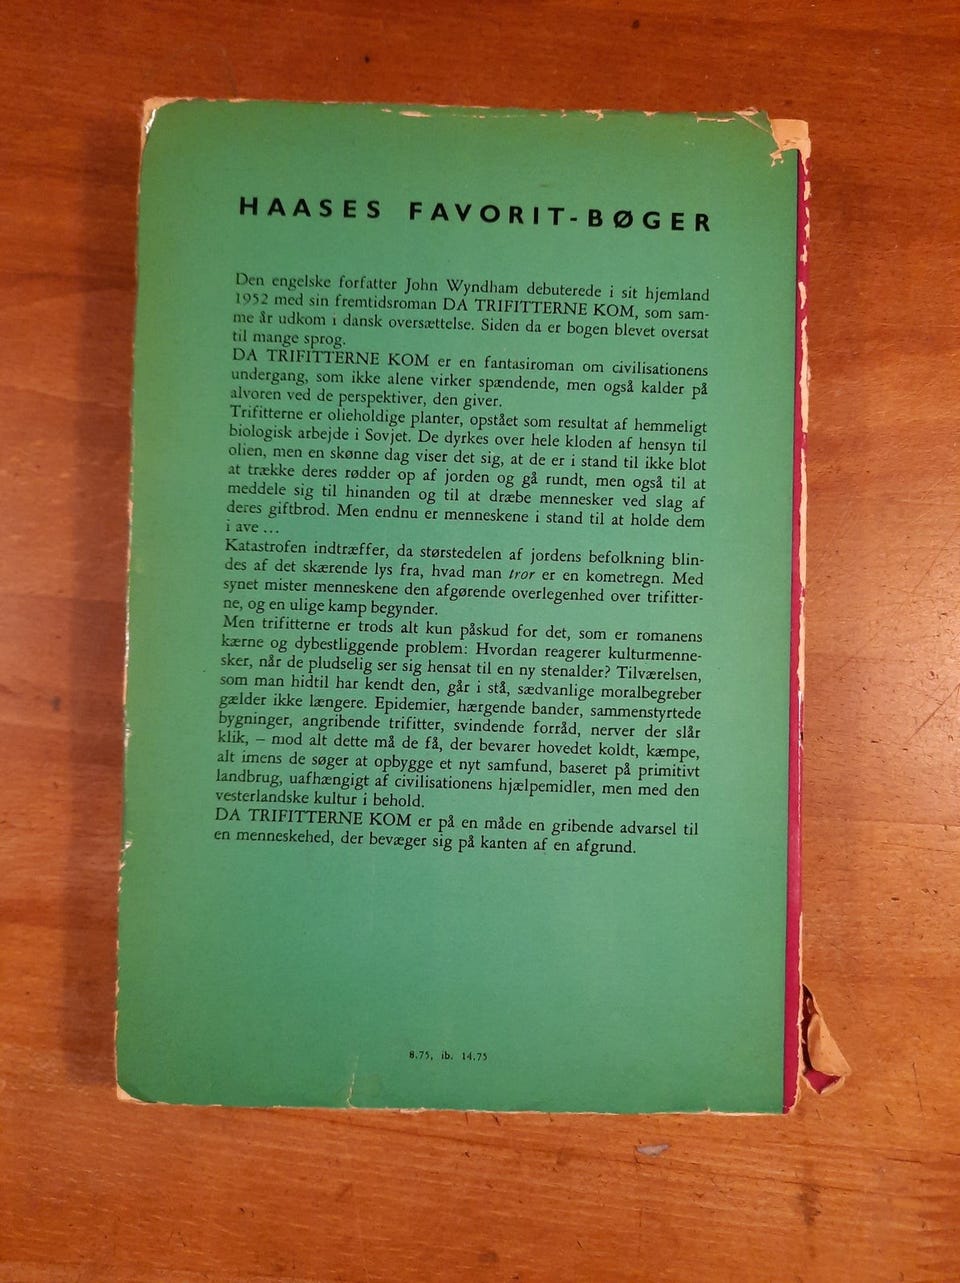 HAASES FAVORIT-BØGER
Den engelske forfatter John Wyndham debuterede i sit hjemland
1952 med sin fremtidsroman DA TRIFITTERNE KOM, som sam-
me år udkom i dansk oversættelse. Siden da er bogen blevet oversat
til mange sprog.
DA TRIFITTERNE KOM er en fantasiroman om civilisationens
undergang, som ikke alene virker spændende, men også kalder på
alvoren ved de perspektiver, den giver.
Trifitterne er olieholdige planter, opstået som resultat af hemmeligt
biologisk arbejde i Sovjet. De dyrkes over hele kloden af hensyn til
olien, men en skønne dag viser det sig, at de er i stand til ikke blot
at trække deres rødder op af jorden og gå rundt, men også til at
meddele sig til hinanden og til at dræbe mennesker ved slag af
deres giftbrod. Men endnu er menneskene i stand til at holde dem
i ave ...
Katastrofen indtræffer, da størstedelen af jordens befolkning blin-
des af det skærende lys fra, hvad man tror er en kometregn. Med
synet mister menneskene den afgørende overlegenhed over trifitter-
ne, og en ulige kamp begynder.
Men trifitterne er trods alt kun påskud for det, som er romanens
kærne og dybestliggende problem: Hvordan reagerer kulturmenne-
sker, når de pludselig ser sig hensat til en ny stenalder? Tilværelsen,
som man hidtil har kendt den, går i stå, sædvanlige moralbegreber
gælder ikke længere. Epidemier, hærgende bander, sammenstyrtede
bygninger, angribende trifitter, svindende forråd, nerver der slår
klik, – mod alt dette må de få, der bevarer hovedet koldt, kæmpe,
alt imens de søger at opbygge et nyt samfund, baseret på primitivt
landbrug, uafhængigt af civilisationens hjælpemidler, men med den
vesterlandske kultur i behold.
DA TRIFITTERNE KOM er på en måde en gribende advarsel til
en menneskehed, der bevæger sig på kanten af en afgrund.
8.75, ib. 14.75